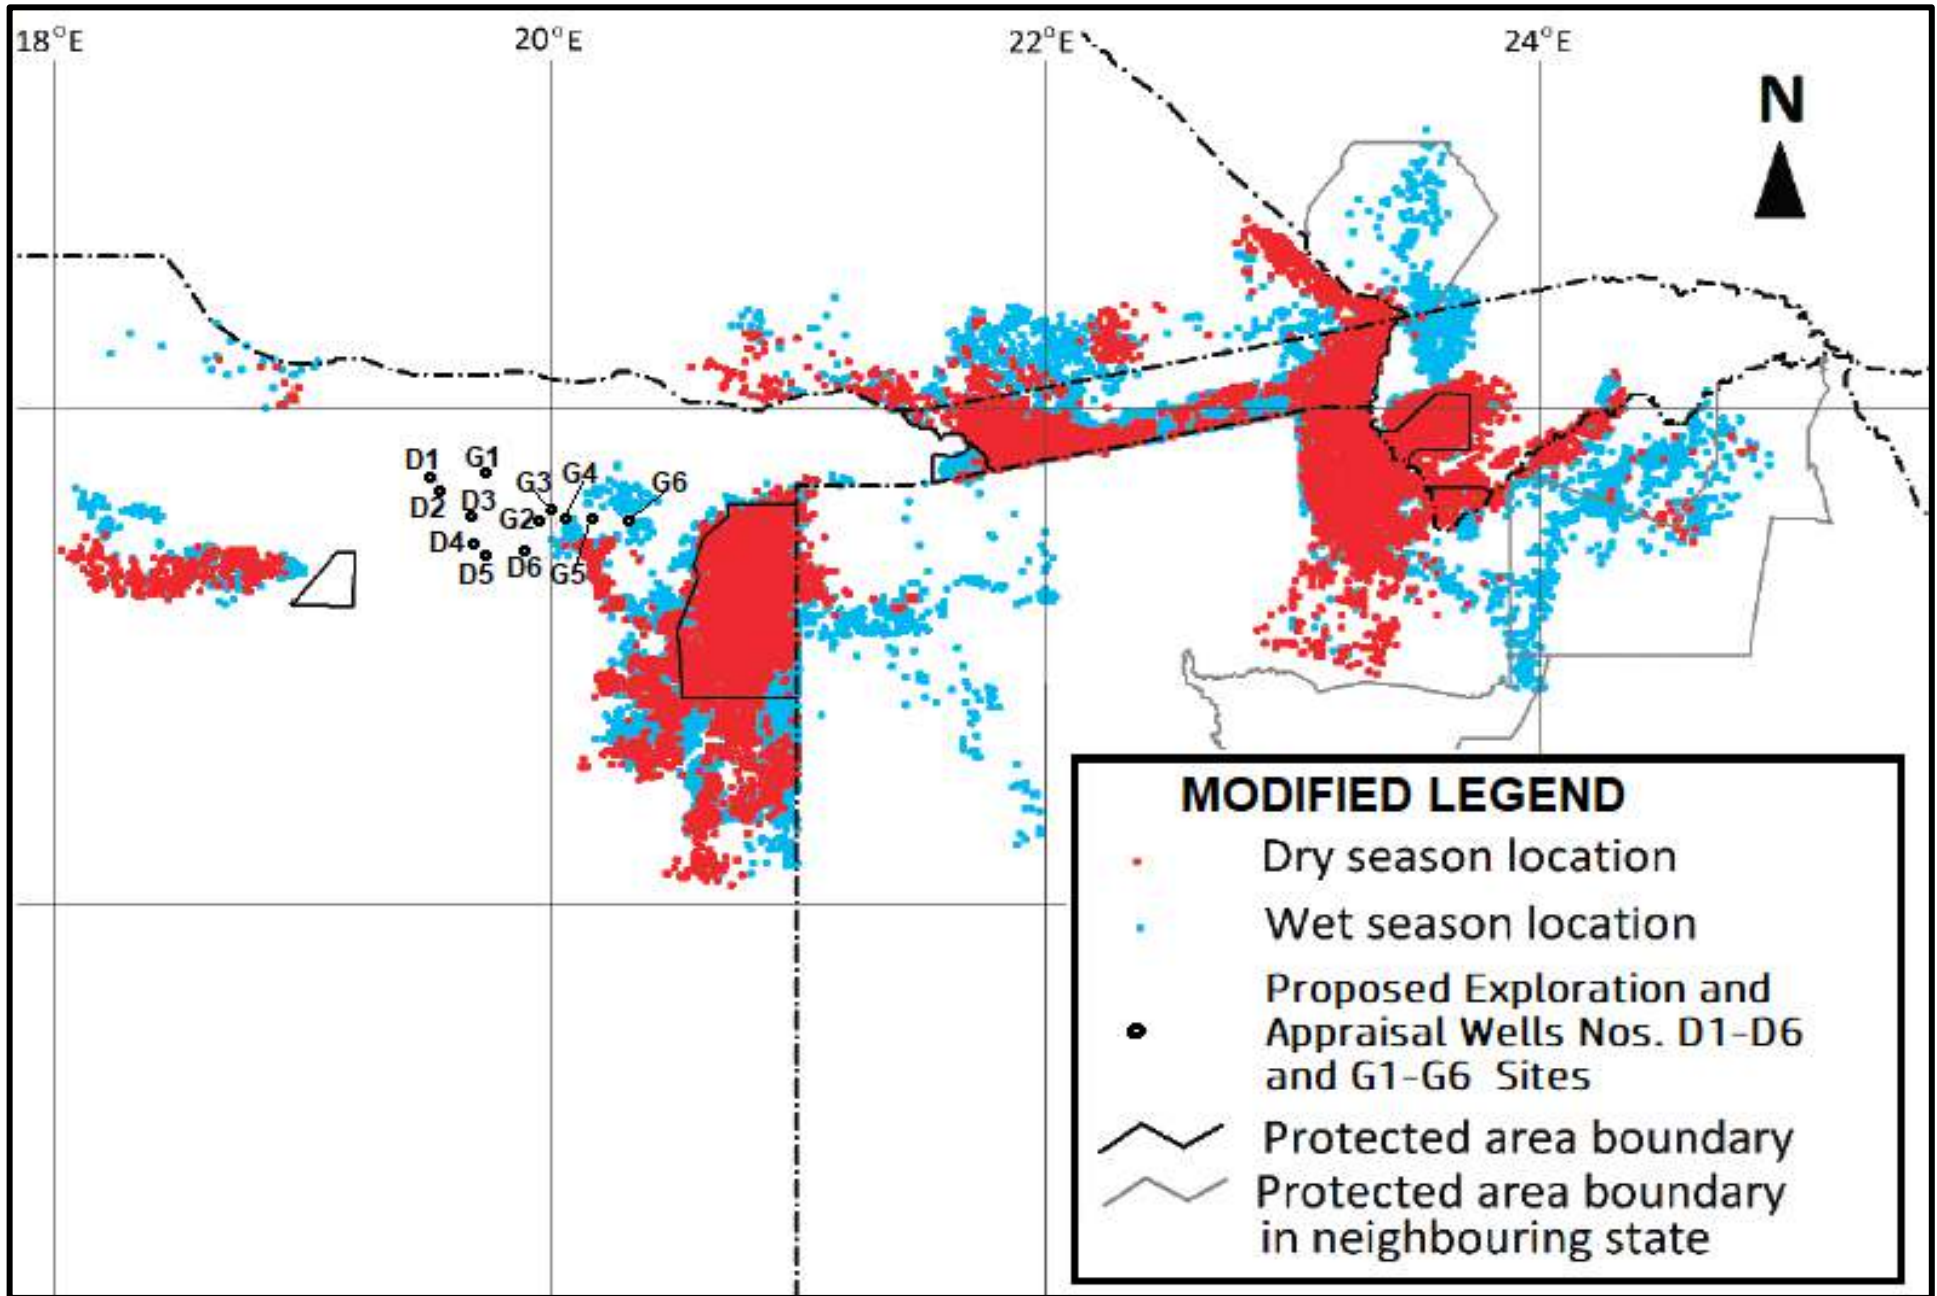 18°E
20°E
22°E
24°E
N
D1
G1
G3
G4
G6
D2
D3
G2
D4
D5
D6
G5
MODIFIED LEGEND
Dry season location
Wet season location
Proposed Exploration and
Appraisal Wells Nos. D1-D6
and G1-G6 Sites
Protected area boundary
Protected area boundary
in neighbouring state